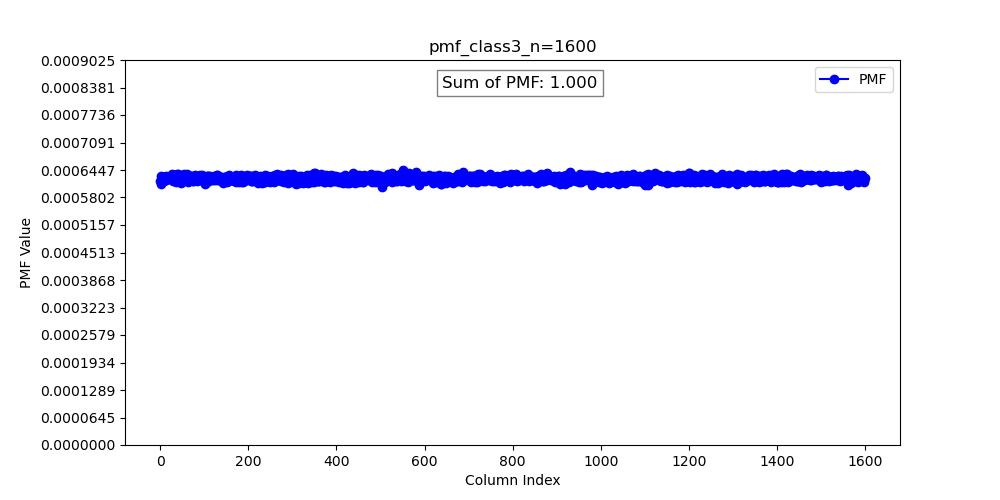 pmf_class3_n=1600
Sum of PMF: 1.000
PMF
PMF Value
0.0009025
0.0008381
0.0007736
0.0007091
0.0006447
0.0005802
0.0005157
0.0004513
0.0003868
0.0003223
0.0002579
0.0001934
0.0001289
0.0000645
0.0000000
0 200 400 600 800 1000 1200 1400 1600
Column Index